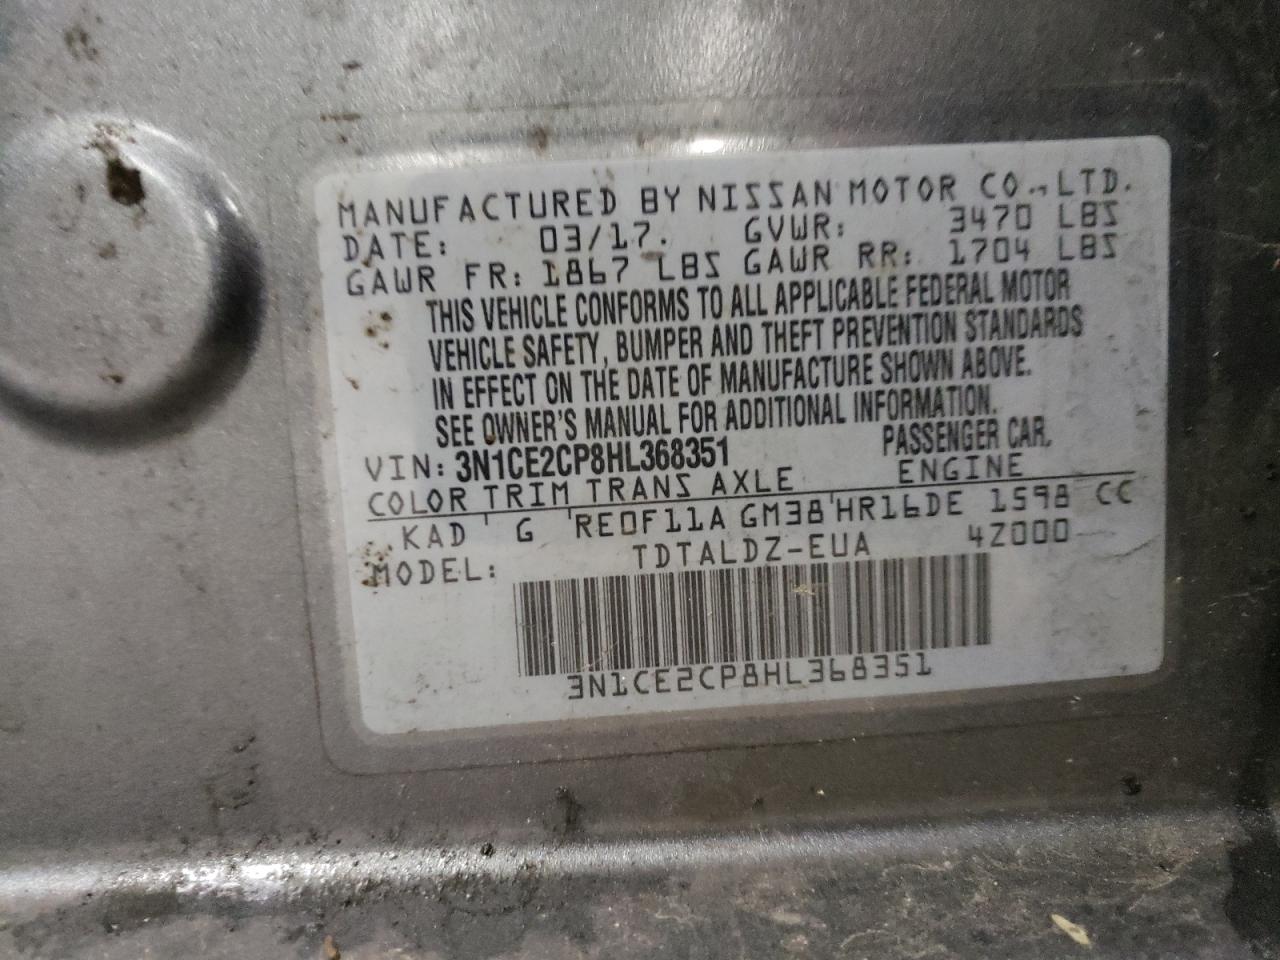 MANUFACTURED BY NISSAN MOTOR CO., LTD.
DATE: 03/17. GVWR: 3470 LBS
GAWR FR: 1867 LBS GAWR RR: 1704 LBS
THIS VEHICLE CONFORMS TO ALL APPLICABLE FEDERAL MOTOR
VEHICLE SAFETY, BUMPER AND THEFT PREVENTION STANDARDS
IN EFFECT ON THE DATE OF MANUFACTURE SHOWN ABOVE.
SEE OWNER'S MANUAL FOR ADDITIONAL INFORMATION.
VIN: 3N1CE2CP8HL368351 PASSENGER CAR.
COLOR TRIM TRANS AXLE ENGINE
KAD G RE0F11A GM38 HR16DE 1598 CC
MODEL: TDTALDZ-EUA 4Z000
3N1CE2CP8HL368351